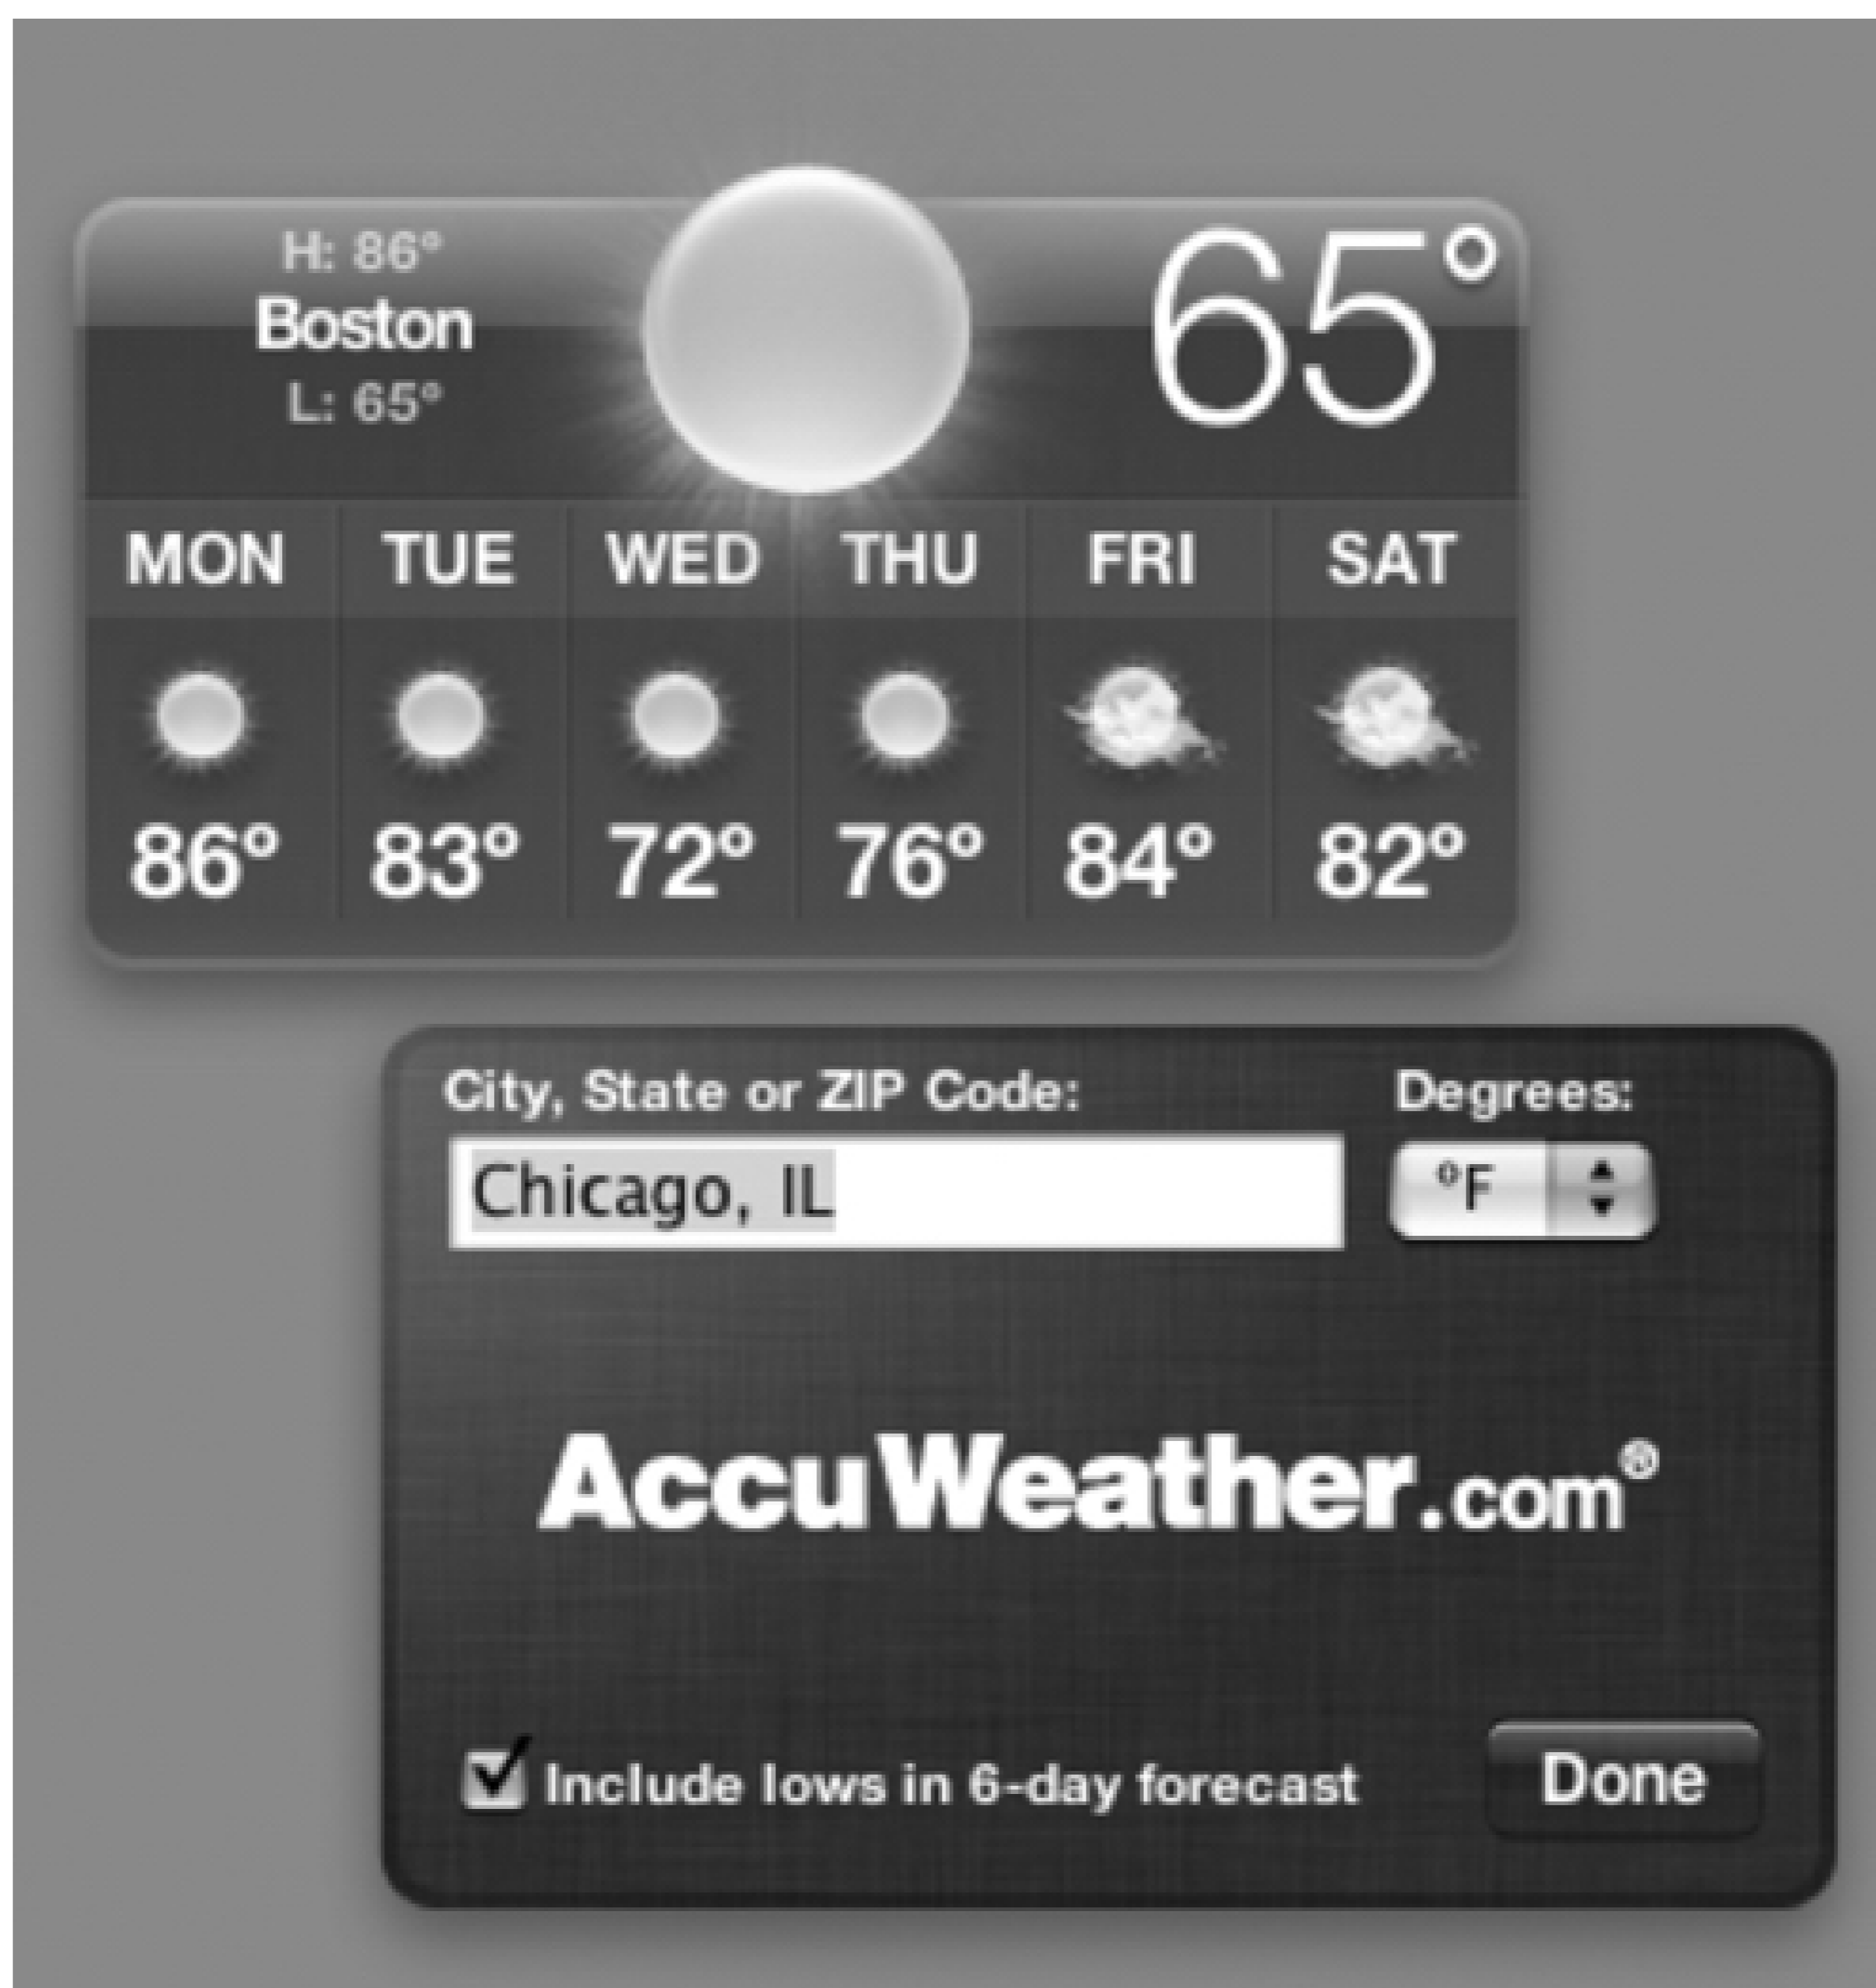 H: 86°
Boston
L: 65°
65°
MON TUE WED THU FRI SAT
86° 83° 72° 76° 84° 82°
City, State or ZIP Code: Degrees:
Chicago, IL °F
AccuWeather.com®
Include lows in 6-day forecast Done